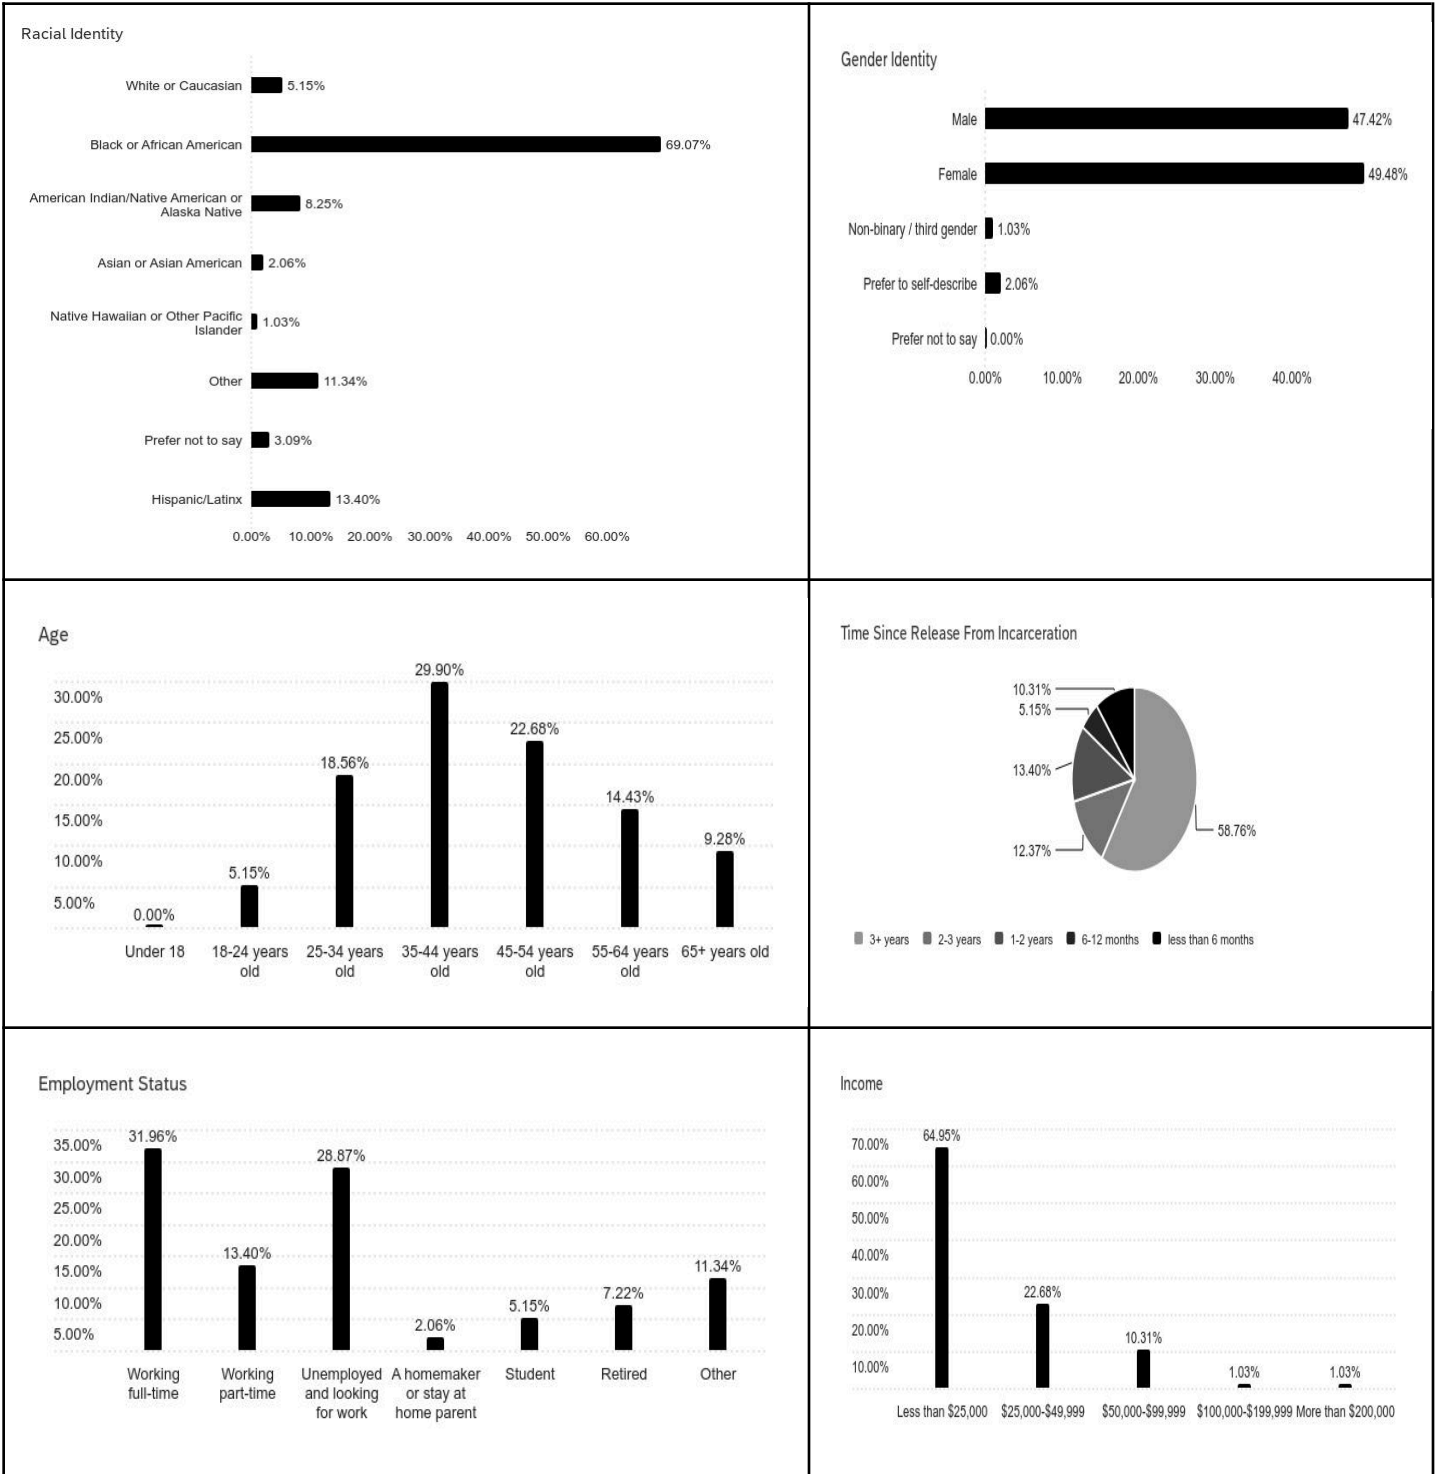 Racial Identity
White or Caucasian
5.15%
Black or African American
69.07%
American Indian/Native American or
Alaska Native
8.25%
Asian or Asian American
2.06%
Native Hawaiian or Other Pacific
Islander
1.03%
Other
11.34%
Prefer not to say
3.09%
Hispanic/Latinx
13.40%
0.00% 10.00% 20.00% 30.00% 40.00% 50.00% 60.00%
Gender Identity
Male
47.42%
Female
49.48%
Non-binary / third gender
1.03%
Prefer to self-describe
2.06%
Prefer not to say
0.00%
0.00% 10.00% 20.00% 30.00% 40.00%
Age
30.00%
25.00%
20.00%
15.00%
10.00%
5.00%
0.00%
5.15%
18.56%
29.90%
22.68%
14.43%
9.28%
Under 18
18-24 years
old
25-34 years
old
35-44 years
old
45-54 years
old
55-64 years
old
65+ years old
Time Since Release From Incarceration
10.31%
5.15%
13.40%
12.37%
58.76%
3+ years 2-3 years 1-2 years 6-12 months less than 6 months
Employment Status
35.00%
30.00%
25.00%
20.00%
15.00%
10.00%
5.00%
31.96%
13.40%
28.87%
2.06%
5.15%
7.22%
11.34%
Working
full-time
Working
part-time
Unemployed
and looking
for work
A homemaker
or stay at
home parent
Student
Retired
Other
Income
70.00%
60.00%
50.00%
40.00%
30.00%
20.00%
10.00%
64.95%
22.68%
10.31%
1.03%
1.03%
Less than $25,000
$25,000-$49,999
$50,000-$99,999
$100,000-$199,999
More than $200,000